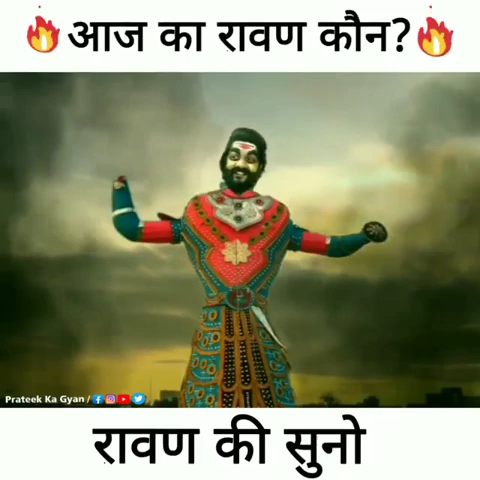 🔥आज का रावण कौन?🔥
Prateek Ka Gyan /
रावण की सुनो